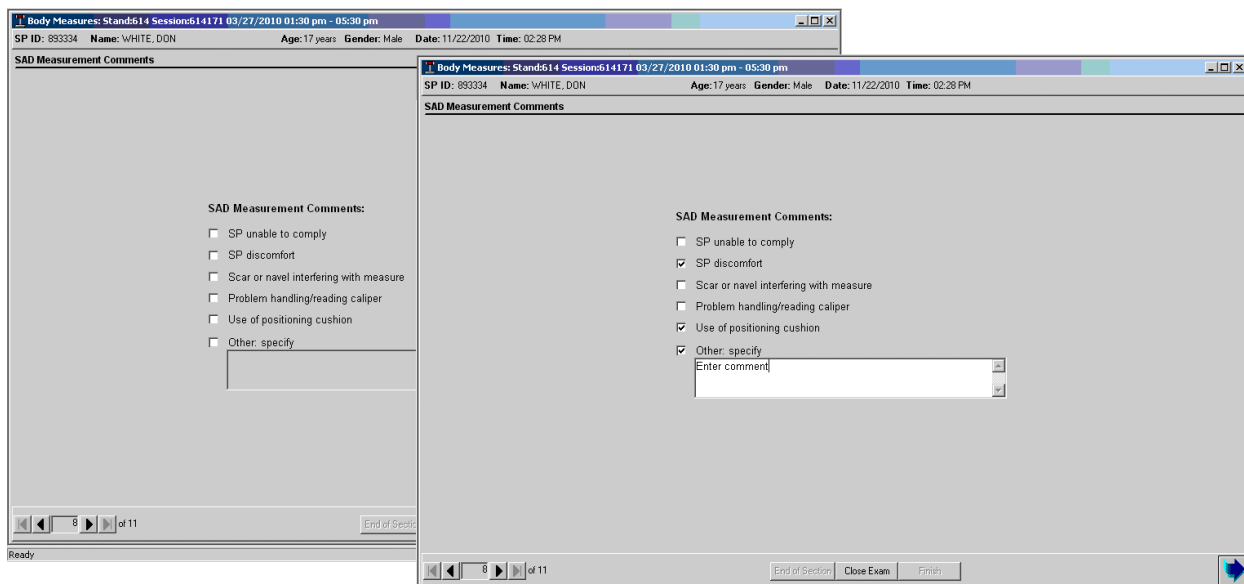 Body Measures: Stand:614 Session:614171 03/27/2010 01:30 pm - 05:30 pm
SP ID: 893334 Name: WHITE, DON Age: 17 years Gender: Male Date: 11/22/2010 Time: 02:28 PM
SAD Measurement Comments
SAD Measurement Comments:
SP unable to comply
SP discomfort
Scar or navel interfering with measure
Problem handling/reading caliper
Use of positioning cushion
Other: specify
8 of 11
End of Sectio
Ready
Body Measures: Stand:614 Session:614171 03/27/2010 01:30 pm - 05:30 pm
SP ID: 893334 Name: WHITE, DON Age: 17 years Gender: Male Date: 11/22/2010 Time: 02:28 PM
SAD Measurement Comments
SAD Measurement Comments:
SP unable to comply
SP discomfort
Scar or navel interfering with measure
Problem handling/reading caliper
Use of positioning cushion
Other: specify
Enter comment
8 of 11
End of Section Close Exam Finish